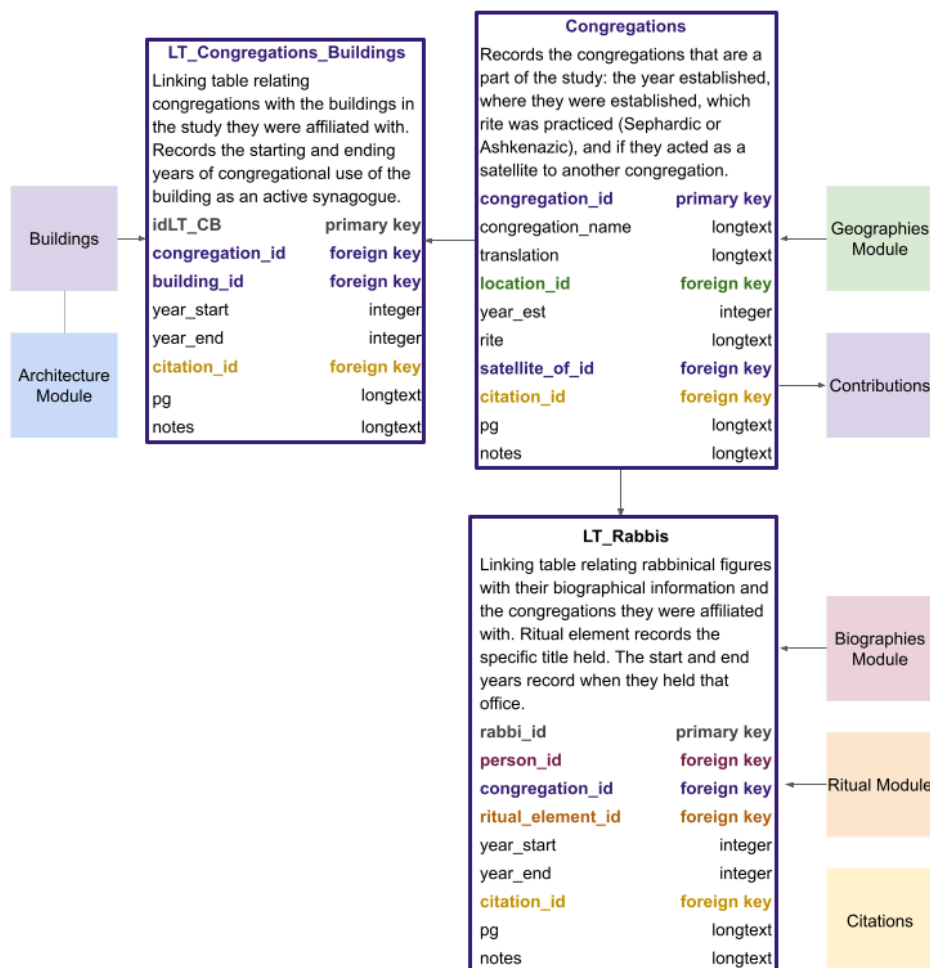 Congregations
Records the congregations that are a
part of the study: the year established,
where they were established, which
rite was practiced (Sephardic or
Ashkenazic), and if they acted as a
satellite to another congregation.
congregation_id primary key
congregation_name longtext
translation longtext
location_id foreign key
year_est integer
rite longtext
satellite_of_id foreign key
citation_id foreign key
pg longtext
notes longtext
LT_Congregations_Buildings
Linking table relating
congregations with the buildings in
the study they were affiliated with.
Records the starting and ending
years of congregational use of the
building as an active synagogue.
idLT_CB primary key
congregation_id foreign key
building_id foreign key
year_start integer
year_end integer
citation_id foreign key
pg longtext
notes longtext
Buildings
Architecture
Module
Geographies
Module
Contributions
LT_Rabbis
Linking table relating rabbinical figures
with their biographical information and
the congregations they were affiliated
with. Ritual element records the
specific title held. The start and end
years record when they held that
office.
rabbi_id primary key
person_id foreign key
congregation_id foreign key
ritual_element_id foreign key
year_start integer
year_end integer
citation_id foreign key
pg longtext
notes longtext
Biographies
Module
Ritual Module
Citations